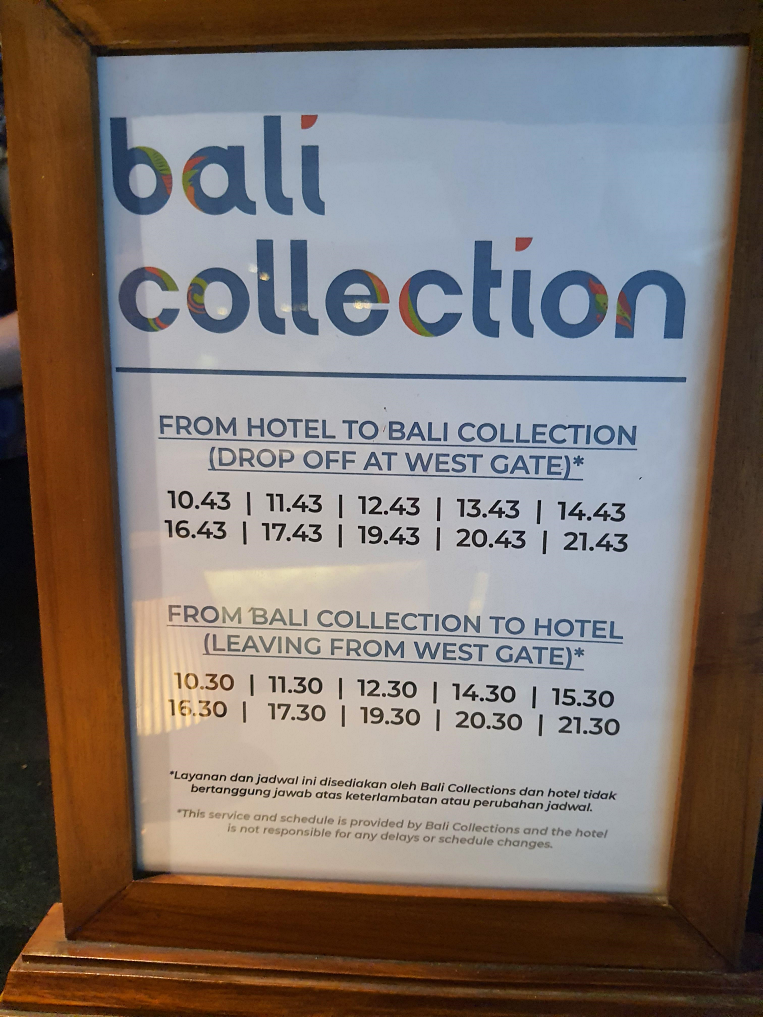 bali
collection
FROM HOTEL TO BALI COLLECTION
(DROP OFF AT WEST GATE)*
10.43 | 11.43 | 12.43 | 13.43 | 14.43
16.43 | 17.43 | 19.43 | 20.43 | 21.43
FROM BALI COLLECTION TO HOTEL
(LEAVING FROM WEST GATE)*
10.30 | 11.30 | 12.30 | 14.30 | 15.30
16.30 | 17.30 | 19.30 | 20.30 | 21.30
*Layanan dan jadwal ini disediakan oleh Bali Collections dan hotel tidak
bertanggung jawab atas keterlambatan atau perubahan jadwal.
*This service and schedule is provided by Bali Collections and the hotel
is not responsible for any delays or schedule changes.